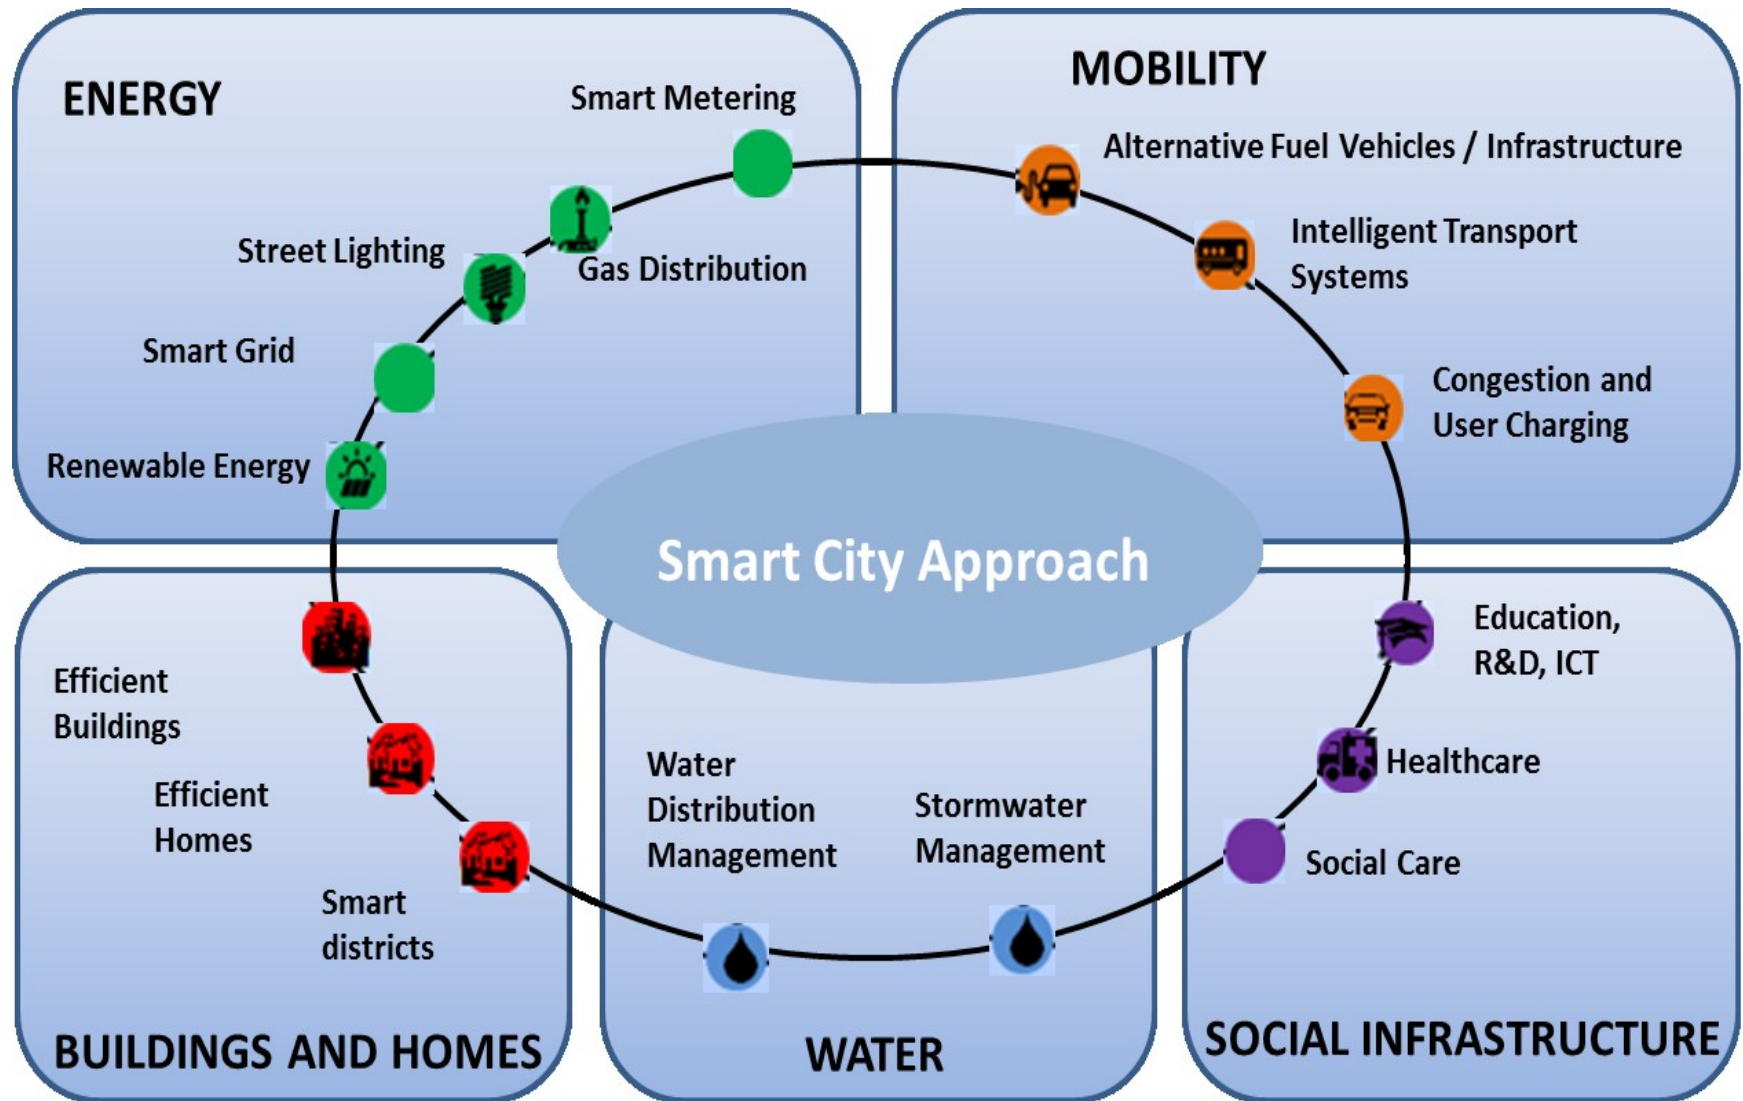 ENERGY
Smart Metering
Street Lighting
Gas Distribution
Smart Grid
Renewable Energy
MOBILITY
Alternative Fuel Vehicles / Infrastructure
Intelligent Transport
Systems
Congestion and
User Charging
Smart City Approach
Efficient
Buildings
Efficient
Homes
Smart
districts
BUILDINGS AND HOMES
Water
Distribution
Management
Stormwater
Management
WATER
Education,
R&D, ICT
Healthcare
Social Care
SOCIAL INFRASTRUCTURE